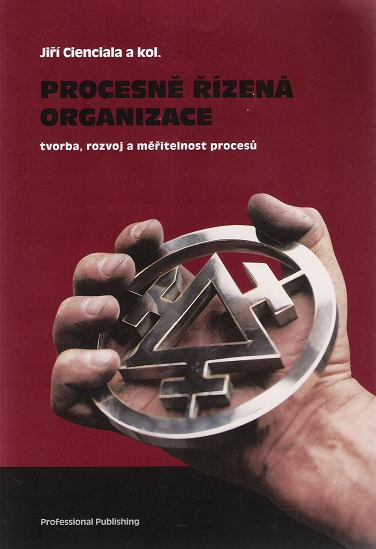 Jiří Cienciala a kol.
PROCESNĚ ŘÍZENÁ
ORGANIZACE
tvorba, rozvoj a měřitelnost procesů
Professional Publishing